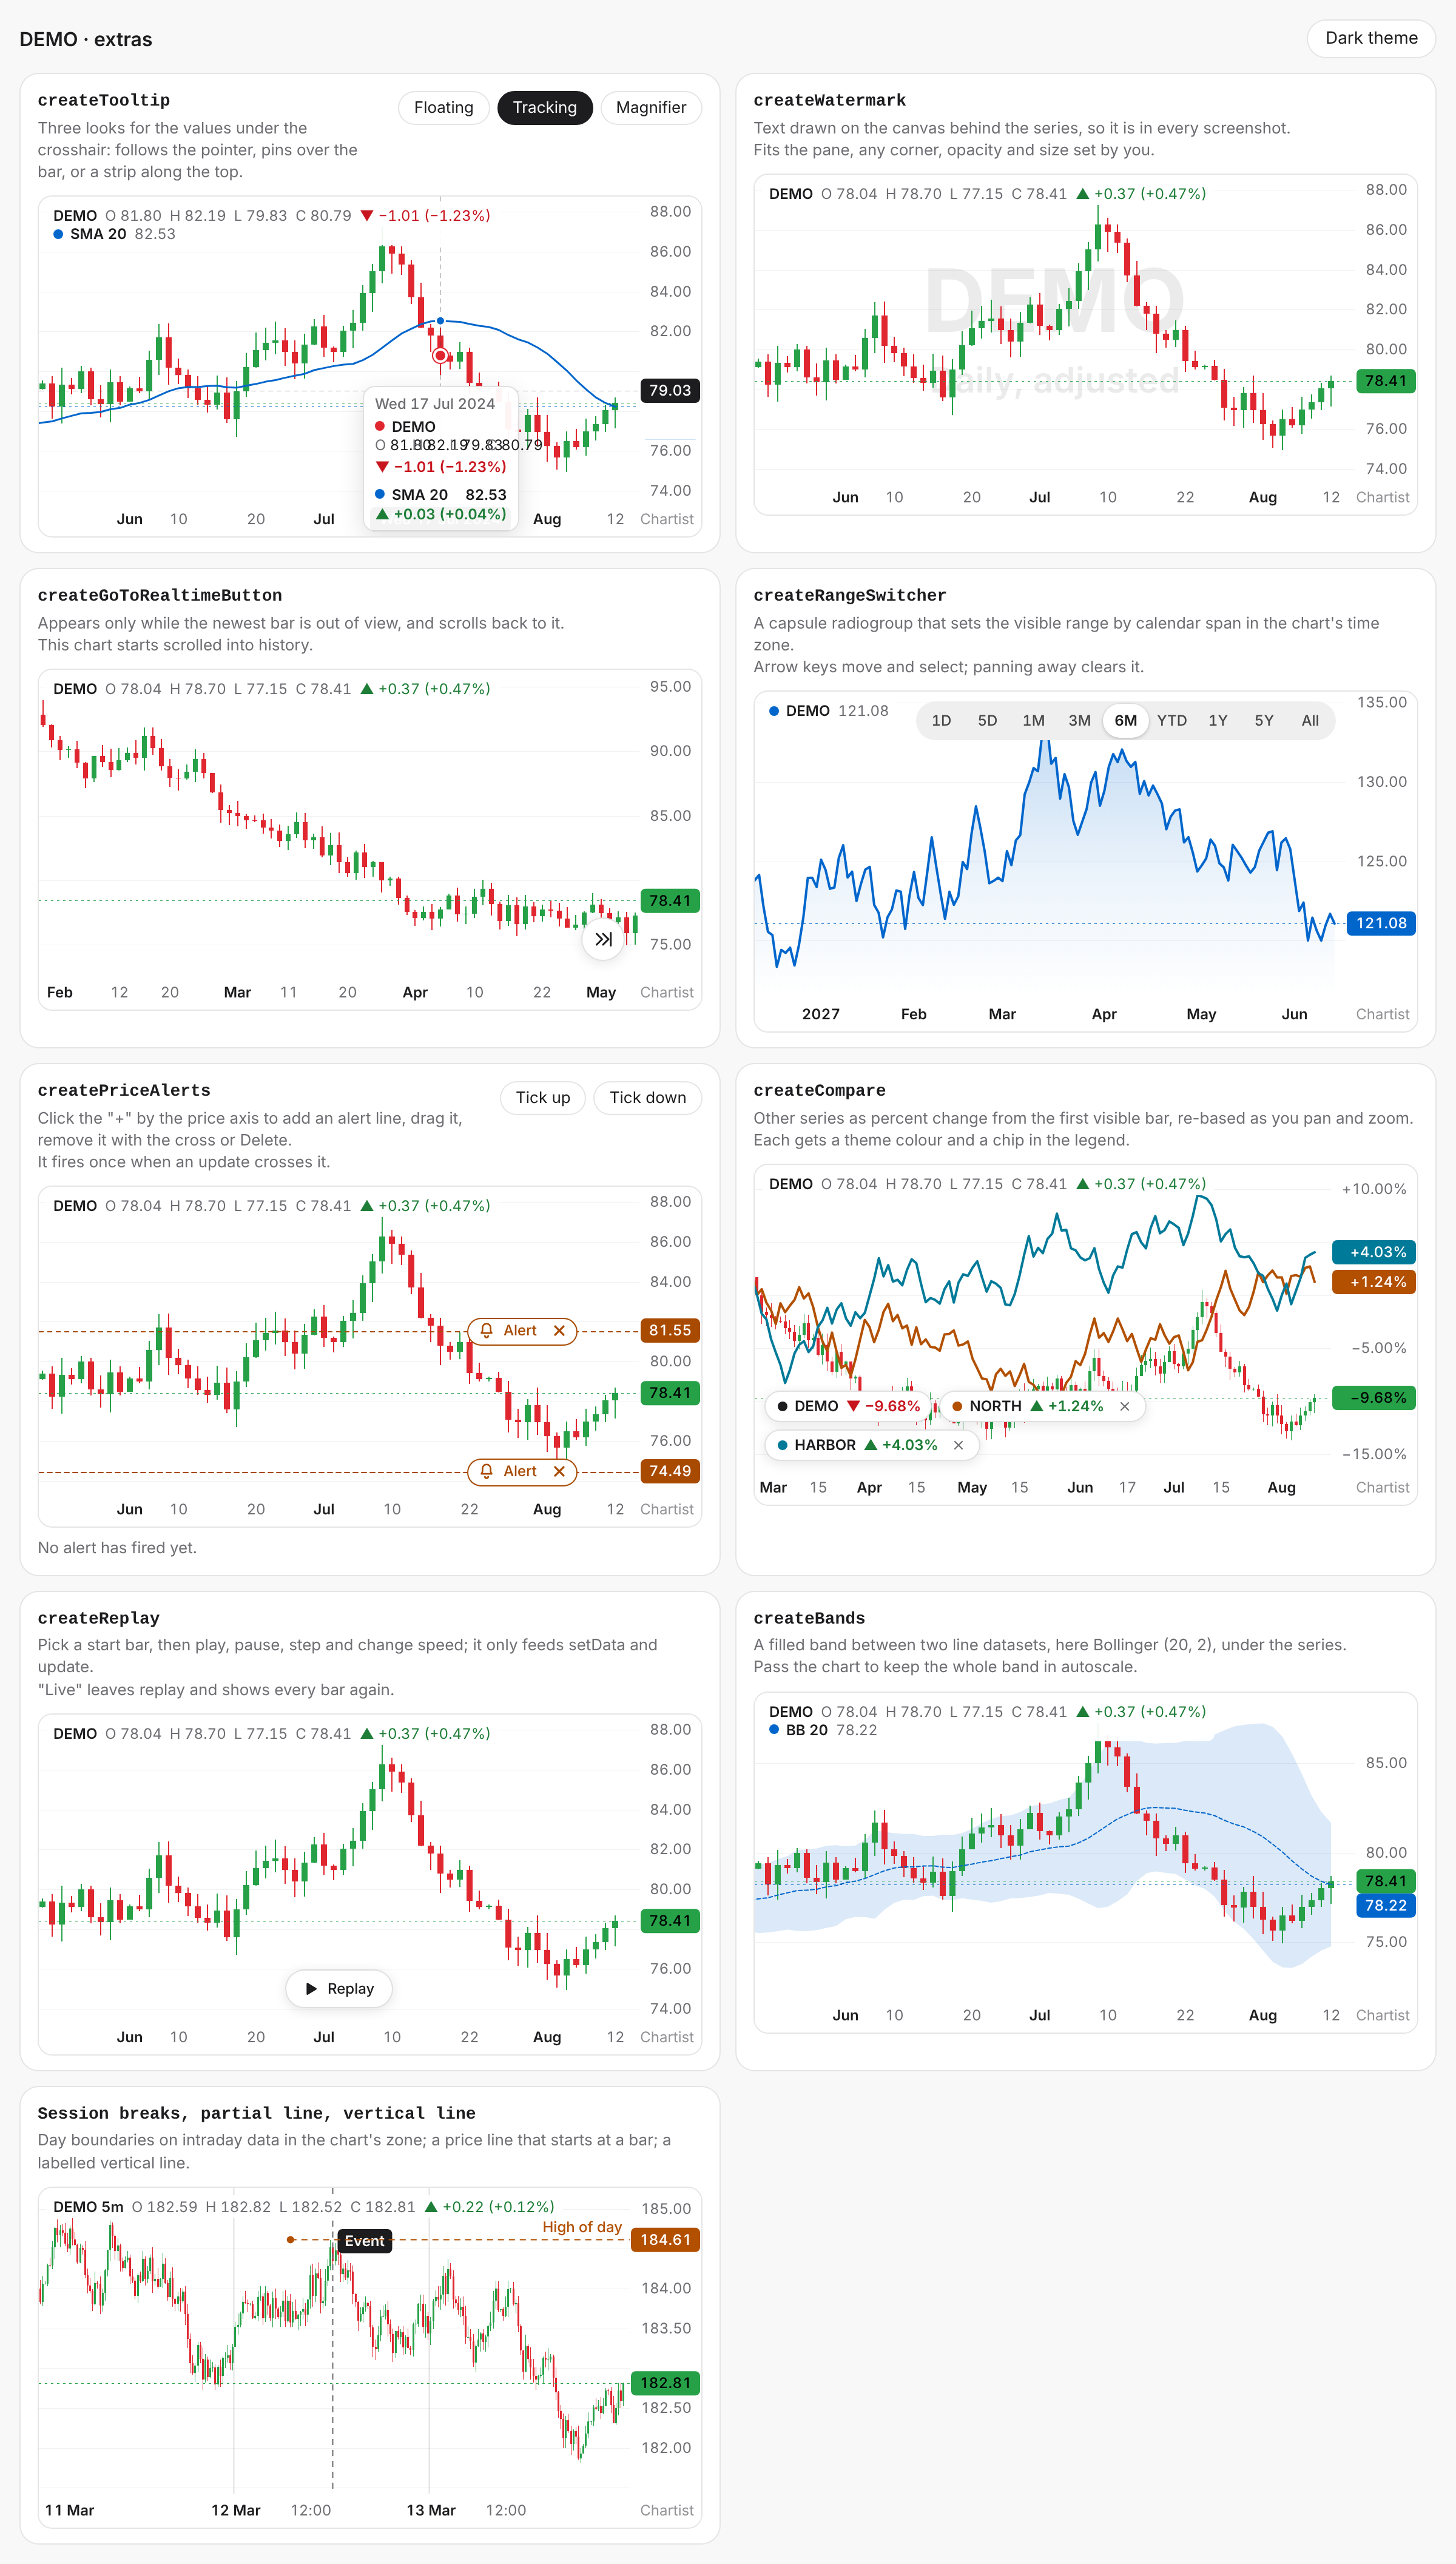 DEMO · extras
Dark theme
createTooltip
Floating
Tracking
Magnifier
Three looks for the values under the
crosshair: follows the pointer, pins over the
bar, or a strip along the top.
DEMO O 81.80 H 82.19 L 79.83 C 80.79 ▼ −1.01 (−1.23%)
SMA 20 82.53
88.00
86.00
84.00
82.00
79.03
76.00
74.00
Wed 17 Jul 2024
DEMO
▼ −1.01 (−1.23%)
SMA 20 82.53
▲ +0.03 (+0.04%)
Jun 10 20 Jul Aug 12 Chartist
createWatermark
Text drawn on the canvas behind the series, so it is in every screenshot.
Fits the pane, any corner, opacity and size set by you.
DEMO O 78.04 H 78.70 L 77.15 C 78.41 ▲ +0.37 (+0.47%)
DEMO
aily, adjusted
88.00
86.00
84.00
82.00
80.00
78.41
76.00
74.00
Jun 10 20 Jul 10 22 Aug 12 Chartist
createGoToRealtimeButton
Appears only while the newest bar is out of view, and scrolls back to it.
This chart starts scrolled into history.
DEMO O 78.04 H 78.70 L 77.15 C 78.41 ▲ +0.37 (+0.47%)
95.00
90.00
85.00
78.41
75.00
Feb 12 20 Mar 11 20 Apr 10 22 May Chartist
createRangeSwitcher
A capsule radiogroup that sets the visible range by calendar span in the chart's time
zone.
Arrow keys move and select; panning away clears it.
DEMO 121.08
1D 5D 1M 3M 6M YTD 1Y 5Y All
135.00
130.00
125.00
121.08
2027 Feb Mar Apr May Jun Chartist
createPriceAlerts
Tick up
Tick down
Click the "+" by the price axis to add an alert line, drag it,
remove it with the cross or Delete.
It fires once when an update crosses it.
DEMO O 78.04 H 78.70 L 77.15 C 78.41 ▲ +0.37 (+0.47%)
88.00
86.00
84.00
Alert 81.55
80.00
78.41
76.00
Alert 74.49
Jun 10 20 Jul 10 22 Aug 12 Chartist
No alert has fired yet.
createCompare
Other series as percent change from the first visible bar, re-based as you pan and zoom.
Each gets a theme colour and a chip in the legend.
DEMO O 78.04 H 78.70 L 77.15 C 78.41 ▲ +0.37 (+0.47%)
+10.00%
+4.03%
+1.24%
−5.00%
−9.68%
−15.00%
DEMO ▼ −9.68%
NORTH ▲ +1.24% ×
HARBOR ▲ +4.03% ×
Mar 15 Apr 15 May 15 Jun 17 Jul 15 Aug Chartist
createReplay
Pick a start bar, then play, pause, step and change speed; it only feeds setData and
update.
"Live" leaves replay and shows every bar again.
DEMO O 78.04 H 78.70 L 77.15 C 78.41 ▲ +0.37 (+0.47%)
88.00
86.00
84.00
82.00
80.00
78.41
76.00
74.00
Replay
Jun 10 20 Jul 10 22 Aug 12 Chartist
createBands
A filled band between two line datasets, here Bollinger (20, 2), under the series.
Pass the chart to keep the whole band in autoscale.
DEMO O 78.04 H 78.70 L 77.15 C 78.41 ▲ +0.37 (+0.47%)
BB 20 78.22
85.00
80.00
78.41
78.22
75.00
Jun 10 20 Jul 10 22 Aug 12 Chartist
Session breaks, partial line, vertical line
Day boundaries on intraday data in the chart's zone; a price line that starts at a bar; a
labelled vertical line.
DEMO 5m O 182.59 H 182.82 L 182.52 C 182.81 ▲ +0.22 (+0.12%)
185.00
High of day
184.61
Event
184.00
183.50
182.81
182.50
182.00
11 Mar 12 Mar 12:00 13 Mar 12:00 Chartist